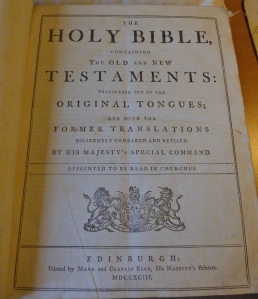 THE
HOLY BIBLE,
CONTAINING
THE OLD AND NEW
TESTAMENTS:
TRANSLATED OUT OF THE
ORIGINAL TONGUES;
AND WITH THE
FORMER TRANSLATIONS
DILIGENTLY COMPARED AND REVISED,
BY HIS MAJESTY'S SPECIAL COMMAND.
APPOINTED TO BE READ IN CHURCHES.
EDINBURGH:
Printed by MARK and CHARLES KERR, His MAJESTY'S Printers.
MDCCXCIII.